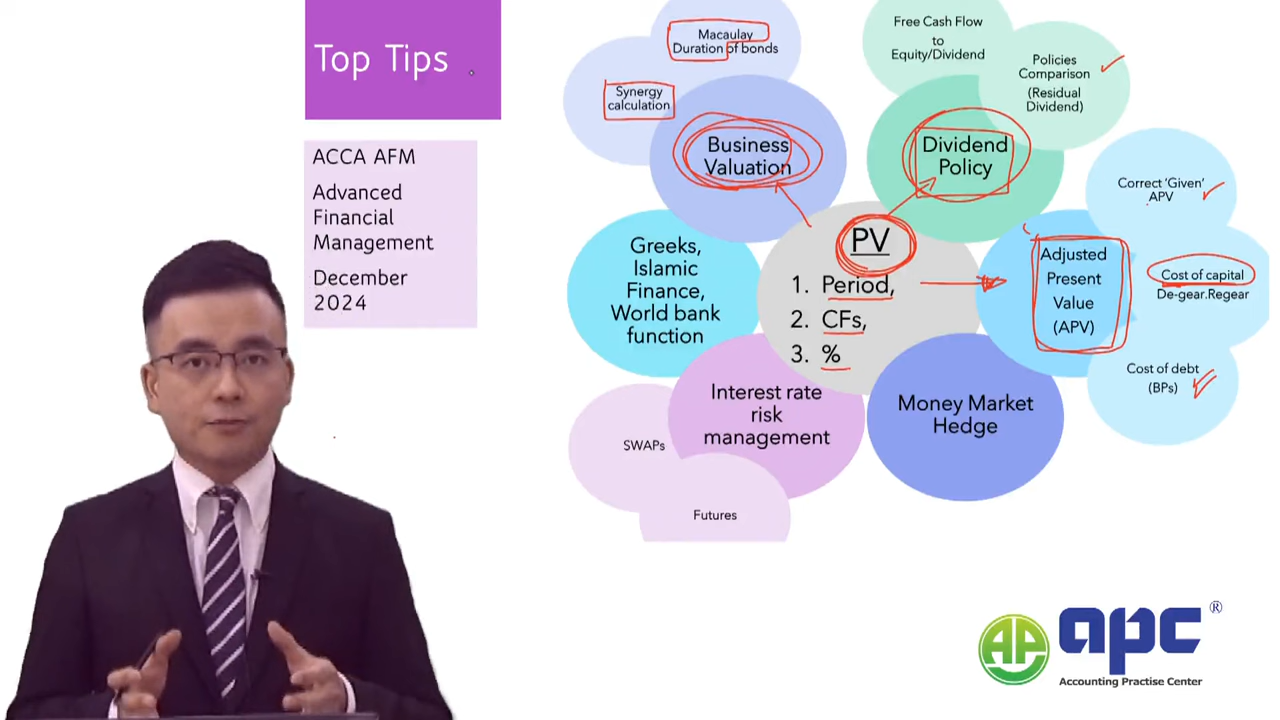 Top Tips
ACCA AFM
Advanced
Financial
Management
December
2024
Macaulay
Duration of bonds
Synergy
calculation
Business
Valuation
Free Cash Flow
to
Equity/Dividend
Policies
Comparison
(Residual
Dividend)
Dividend
Policy
Correct ‘Given’
APV
Adjusted
Present
Value
(APV)
Cost of capital
De-gear.Regear
Cost of debt
(BPs)
PV
1. Period,
2. CFs,
3. %
Greeks,
Islamic
Finance,
World bank
function
Interest rate
risk
management
SWAPs
Futures
Money Market
Hedge
AP
apc®
Accounting Practise Center